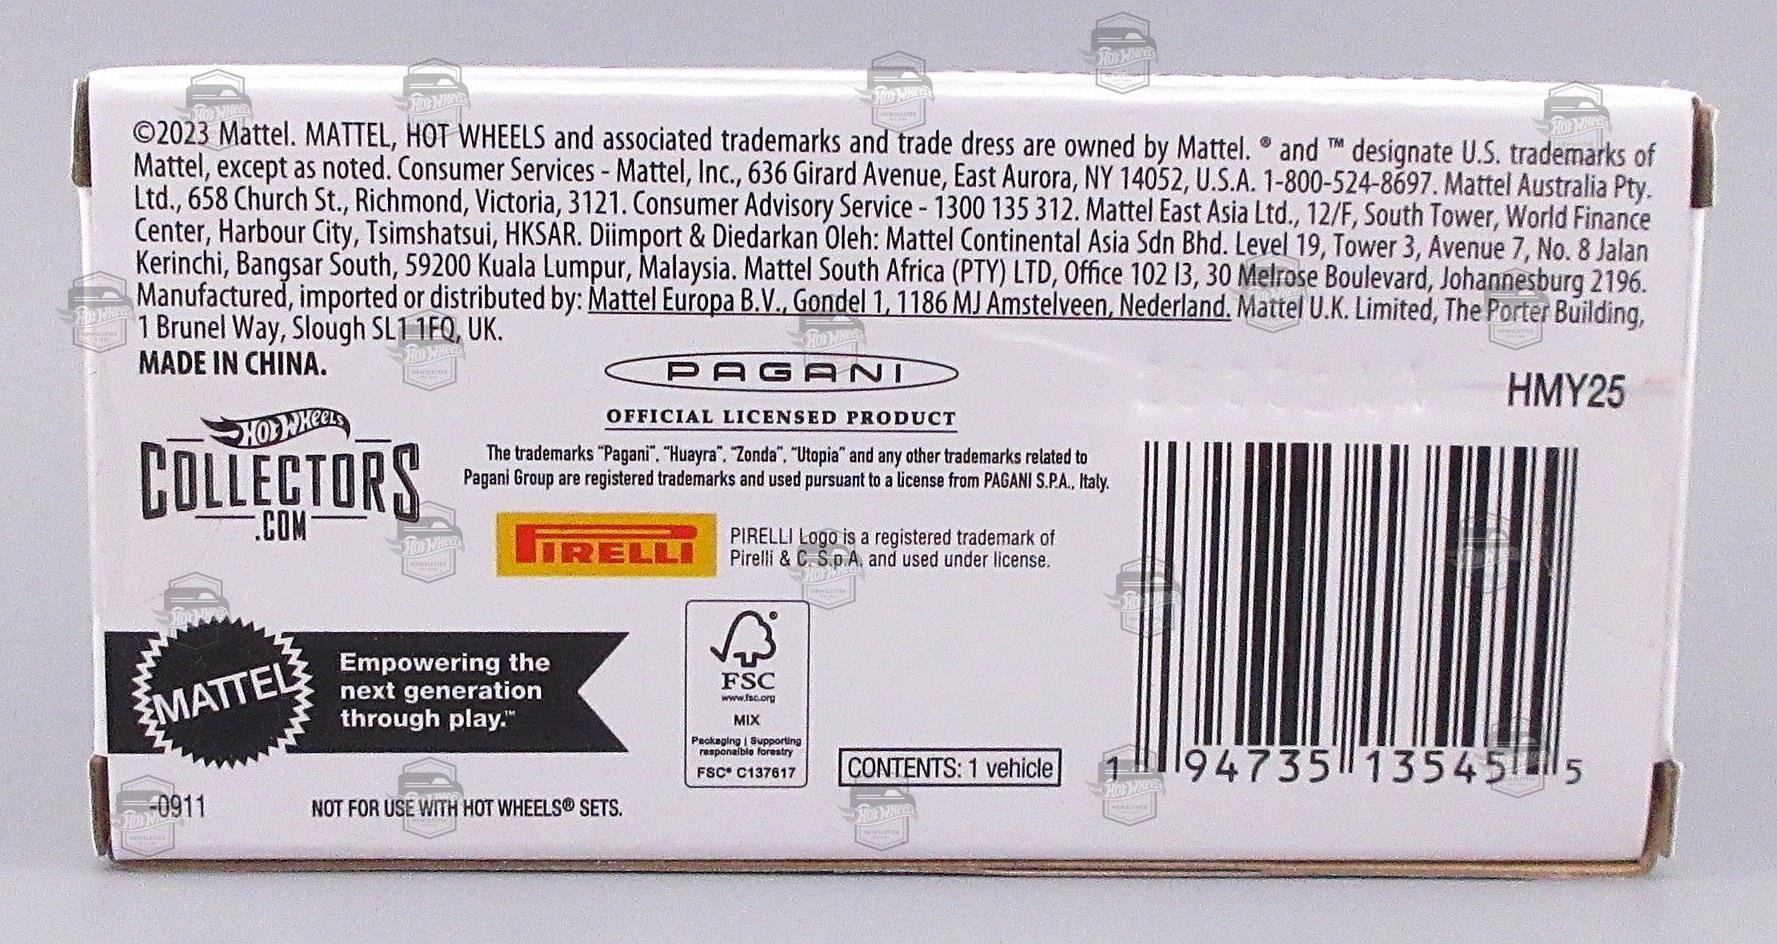 ©2023 Mattel. MATTEL, HOT WHEELS and associated trademarks and trade dress are owned by Mattel. ® and ™ designate U.S. trademarks of
Mattel, except as noted. Consumer Services - Mattel, Inc., 636 Girard Avenue, East Aurora, NY 14052, U.S.A. 1-800-524-8697. Mattel Australia Pty.
Ltd., 658 Church St., Richmond, Victoria, 3121. Consumer Advisory Service - 1300 135 312. Mattel East Asia Ltd., 12/F, South Tower, World Finance
Center, Harbour City, Tsimshatsui, HKSAR. Diimport & Diedarkan Oleh: Mattel Continental Asia Sdn Bhd. Level 19, Tower 3, Avenue 7, No. 8 Jalan
Kerinchi, Bangsar South, 59200 Kuala Lumpur, Malaysia. Mattel South Africa (PTY) LTD, Office 102 I3, 30 Melrose Boulevard, Johannesburg 2196.
Manufactured, imported or distributed by: Mattel Europa B.V., Gondel 1, 1186 MJ Amstelveen, Nederland. Mattel U.K. Limited, The Porter Building,
1 Brunel Way, Slough SL1 1FQ, UK.
MADE IN CHINA.
PAGANI
OFFICIAL LICENSED PRODUCT
HMY25
HOT WHEELS
COLLECTORS
.COM
The trademarks "Pagani", "Huayra", "Zonda", "Utopia" and any other trademarks related to
Pagani Group are registered trademarks and used pursuant to a license from PAGANI S.P.A., Italy.
PIRELLI
PIRELLI Logo is a registered trademark of
Pirelli & C. S.p.A. and used under license.
MATTEL
Empowering the
next generation
through play.™
FSC
www.fsc.org
MIX
Packaging | Supporting
responsible forestry
FSC® C137617
CONTENTS: 1 vehicle
1 94735 13545 5
-0911
NOT FOR USE WITH HOT WHEELS® SETS.
HOT WHEELS
NEWSLETTER